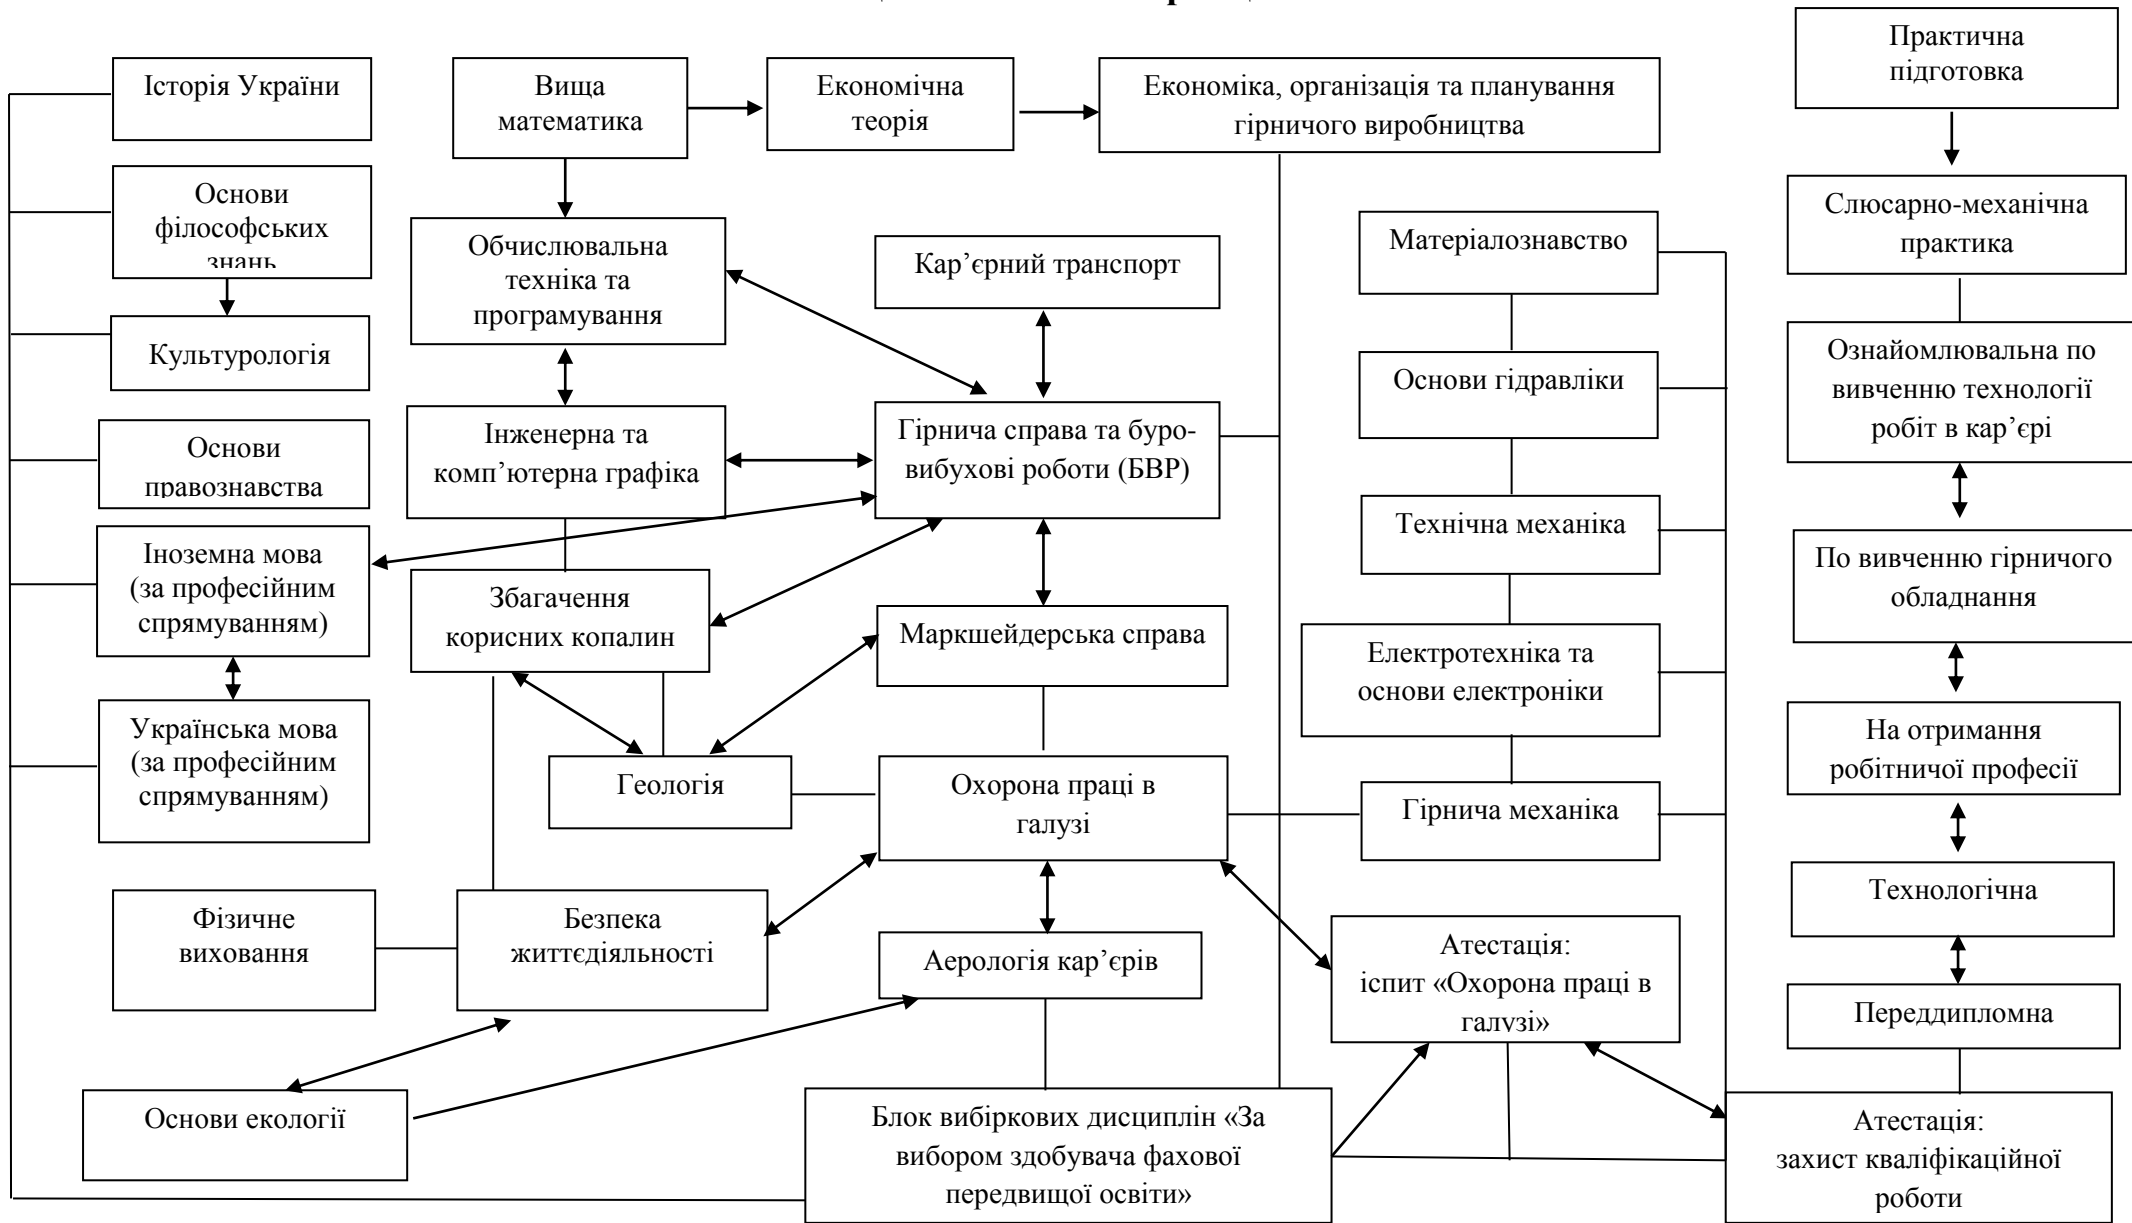 Практична
підготовка
Історія України
Вища
математика
Економічна
теорія
Економіка, організація та планування
гірничого виробництва
Основи
філософських
знань
Слюсарно-механічна
практика
Обчислювальна
техніка та
програмування
Кар’єрний транспорт
Матеріалознавство
Культурологія
Основи гідравліки
Ознайомлювальна по
вивченню технології
робіт в кар’єрі
Основи
правознавства
Інженерна та
комп’ютерна графіка
Гірнича справа та буро-
вибухові роботи (БВР)
Технічна механіка
Іноземна мова
(за професійним
спрямуванням)
Збагачення
корисних копалин
Маркшейдерська справа
Електротехніка та
основи електроніки
По вивченню гірничого
обладнання
Українська мова
(за професійним
спрямуванням)
Геологія
Охорона праці в
галузі
Гірнича механіка
На отримання
робітничої професії
Технологічна
Фізичне
виховання
Безпека
життєдіяльності
Аерологія кар’єрів
Атестація:
іспит «Охорона праці в
галузі»
Переддипломна
Основи екології
Блок вибіркових дисциплін «За
вибором здобувача фахової
передвищої освіти»
Атестація:
захист кваліфікаційної
роботи